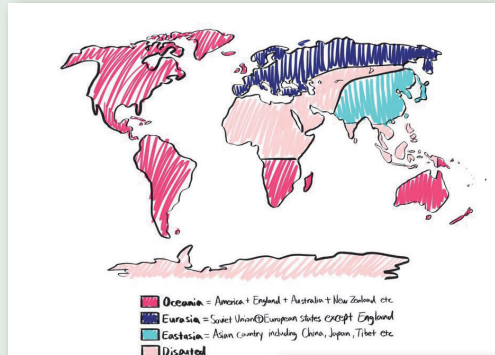 Oceania = America + England + Australia + New Zealand etc
Eurasia = Soviet Union + European states except England
Eastasia = Asian country including China, Japan, Tibet etc
Disputed